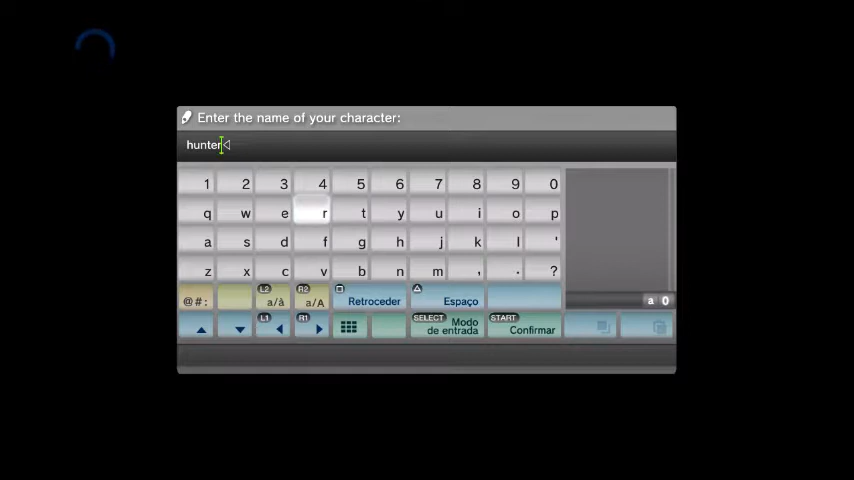 Enter the name of your character:
hunter
1 2 3 4 5 6 7 8 9 0
q w e r t y u i o p
a s d f g h j k l '
z x c v b n m , . ?
@#: L2 a/à R2 a/A Retroceder Espaço
a 0
L1 R1 SELECT Modo de entrada START Confirmar